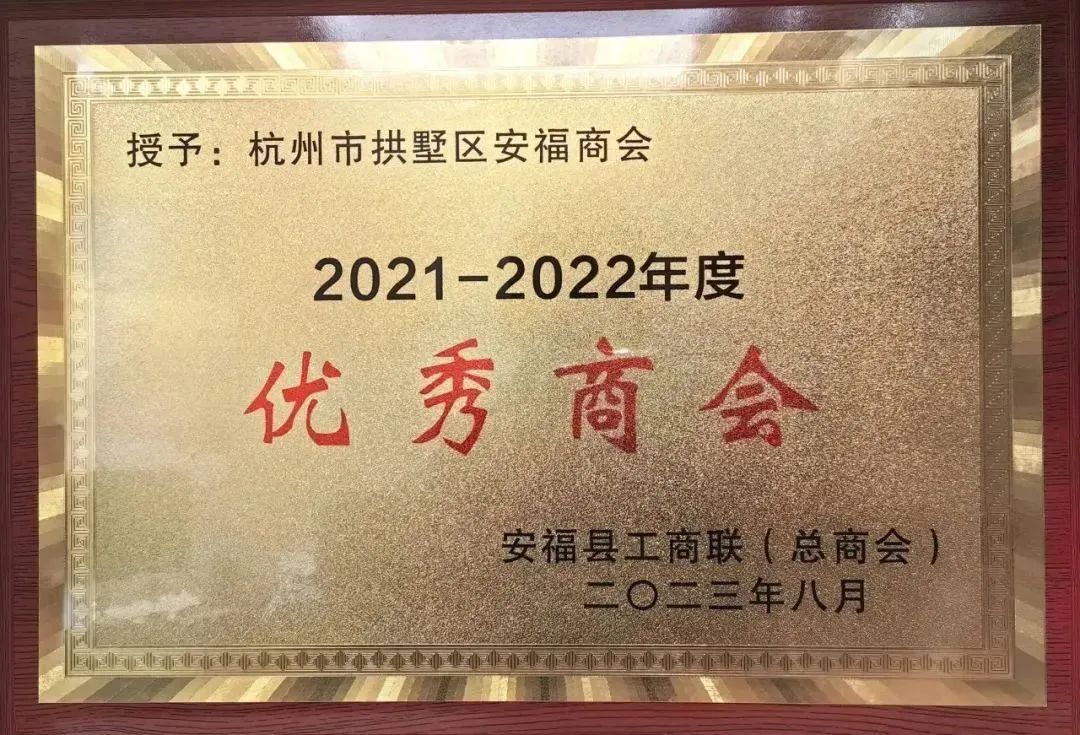 授予：杭州市拱墅区安福商会
2021-2022年度
优秀商会
安福县工商联（总商会）
二〇二三年八月